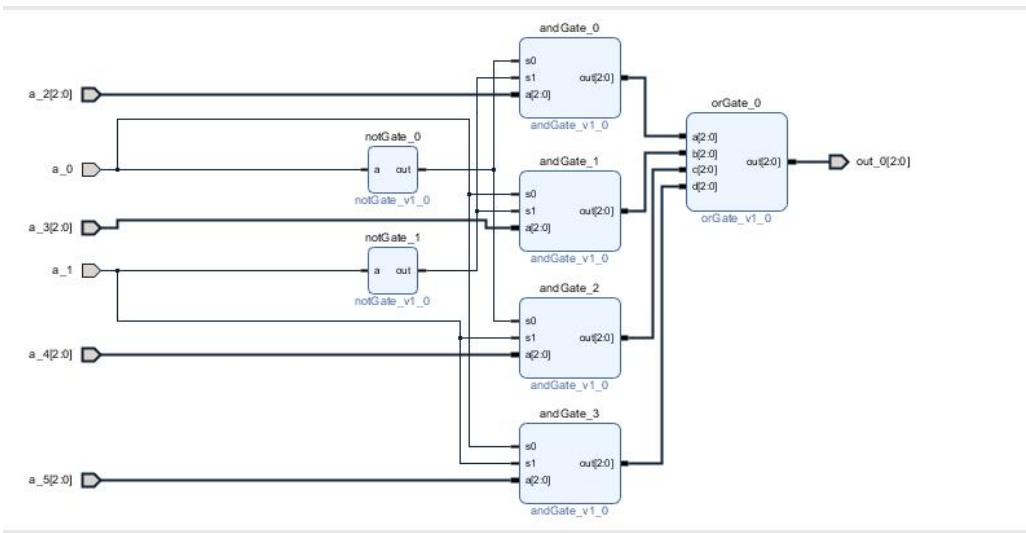 andGate_0
s0
s1
a[2:0]
out[2:0]
andGate_v1_0
a_2[2:0]
orGate_0
a[2:0]
b[2:0]
c[2:0]
d[2:0]
out[2:0]
orGate_v1_0
out_0[2:0]
notGate_0
a_0
a out
notGate_v1_0
andGate_1
s0
s1
a[2:0]
out[2:0]
andGate_v1_0
a_3[2:0]
notGate_1
a_1
a out
notGate_v1_0
andGate_2
s0
s1
a[2:0]
out[2:0]
andGate_v1_0
a_4[2:0]
andGate_3
s0
s1
a[2:0]
out[2:0]
andGate_v1_0
a_5[2:0]